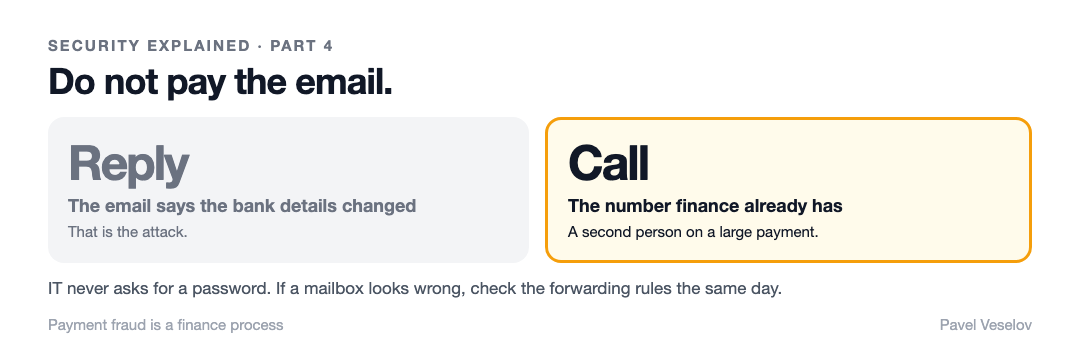 SECURITY EXPLAINED · PART 4
Do not pay the email.
Reply
The email says the bank details changed
That is the attack.
Call
The number finance already has
A second person on a large payment.
IT never asks for a password. If a mailbox looks wrong, check the forwarding rules the same day.
Payment fraud is a finance process
Pavel Veselov